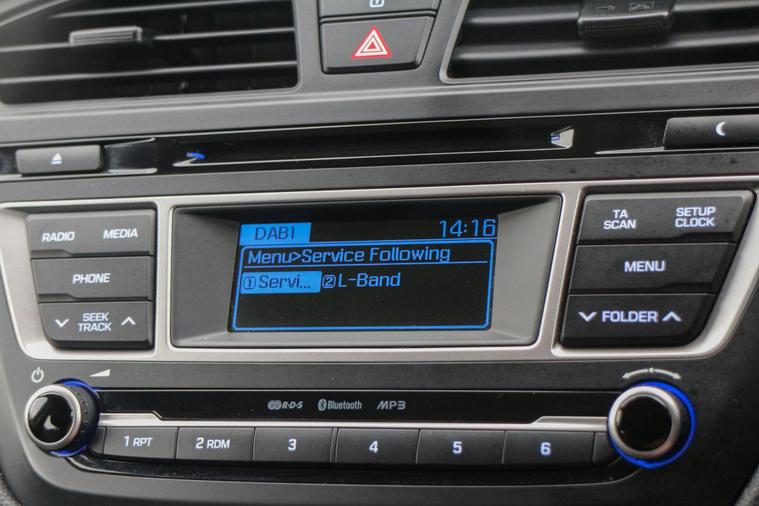 DAB1 14:16
Menu>Service Following
①Servi... ②L-Band
RADIO MEDIA
PHONE
SEEK
TRACK
TA
SCAN
SETUP
CLOCK
MENU
FOLDER
R·D·S Bluetooth MP3
1 RPT 2 RDM 3 4 5 6